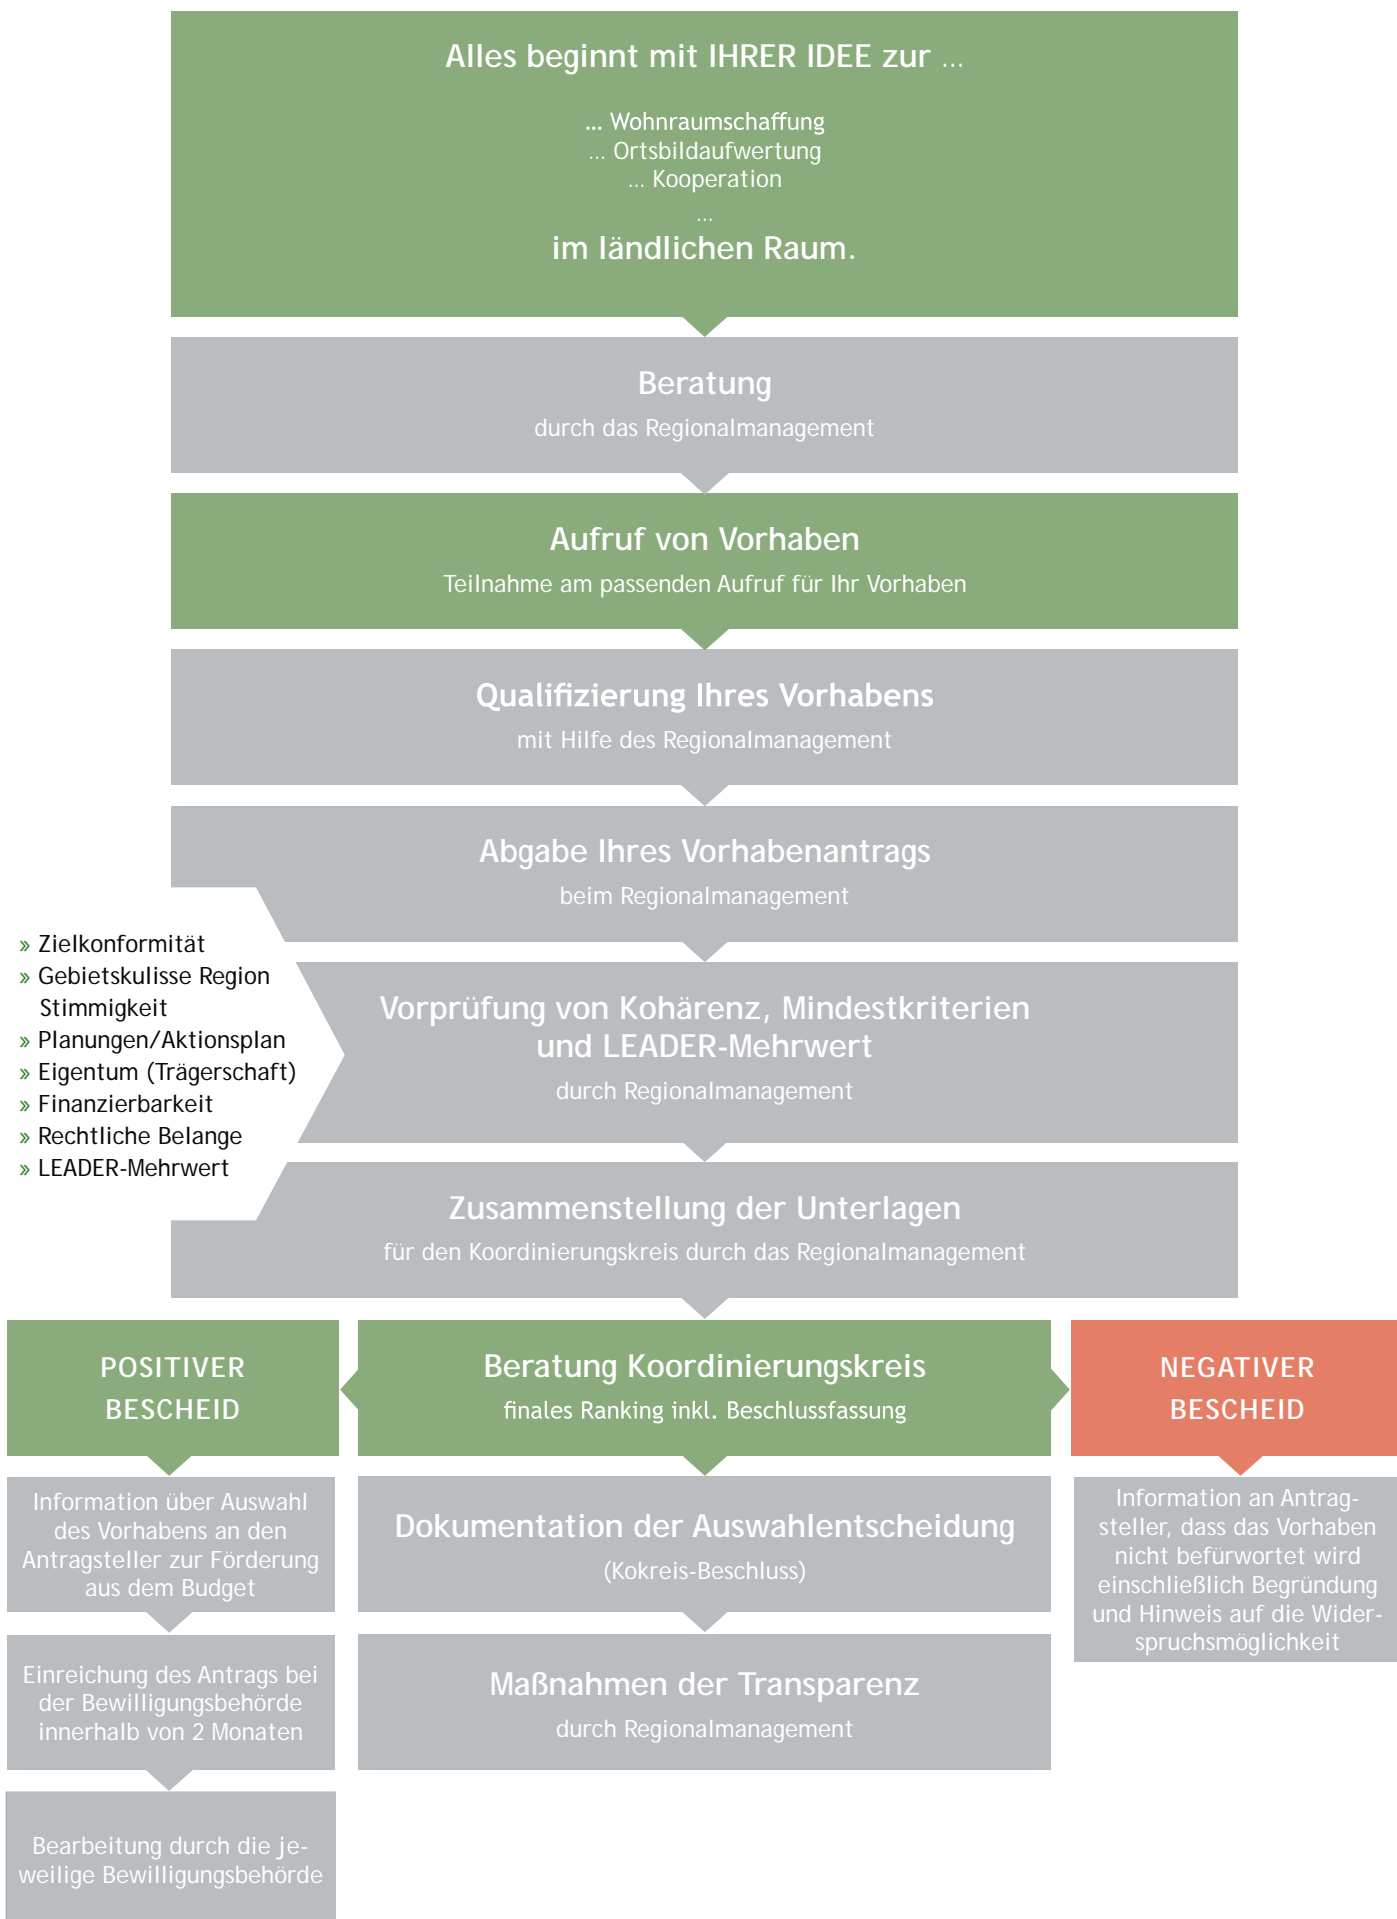 Alles beginnt mit IHRER IDEE zur ...
... Wohnraumschaffung
... Ortsbildaufwertung
... Kooperation
...
im ländlichen Raum.
Beratung
durch das Regionalmanagement
Aufruf von Vorhaben
Teilnahme am passenden Aufruf für Ihr Vorhaben
Qualifizierung Ihres Vorhabens
mit Hilfe des Regionalmanagement
Abgabe Ihres Vorhabenantrags
beim Regionalmanagement
» Zielkonformität
» Gebietskulisse Region
Stimmigkeit
» Planungen/Aktionsplan
» Eigentum (Trägerschaft)
» Finanzierbarkeit
» Rechtliche Belange
» LEADER-Mehrwert
Vorprüfung von Kohärenz, Mindestkriterien
und LEADER-Mehrwert
durch Regionalmanagement
Zusammenstellung der Unterlagen
für den Koordinierungskreis durch das Regionalmanagement
POSITIVER
BESCHEID
Information über Auswahl
des Vorhabens an den
Antragsteller zur Förderung
aus dem Budget
Einreichung des Antrags bei
der Bewilligungsbehörde
innerhalb von 2 Monaten
Bearbeitung durch die je-
weilige Bewilligungsbehörde
Beratung Koordinierungskreis
finales Ranking inkl. Beschlussfassung
Dokumentation der Auswahlentscheidung
(Kokreis-Beschluss)
Maßnahmen der Transparenz
durch Regionalmanagement
NEGATIVER
BESCHEID
Information an Antrag-
steller, dass das Vorhaben
nicht befürwortet wird
einschließlich Begründung
und Hinweis auf die Wider-
spruchsmöglichkeit